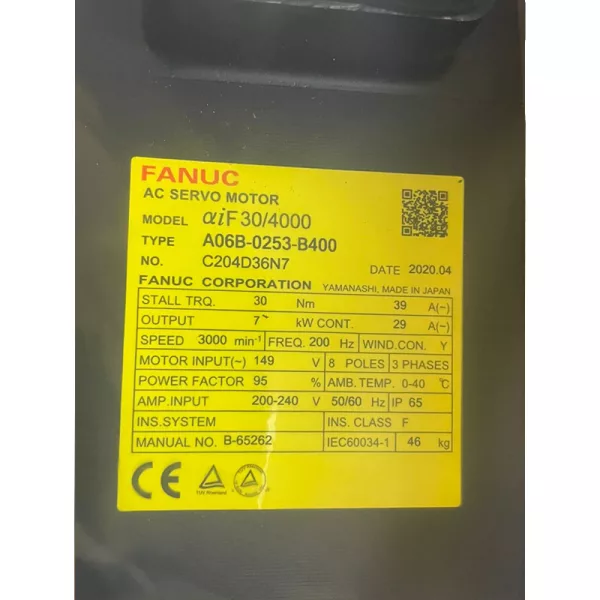 FANUC
AC SERVO MOTOR
MODEL αiF 30/4000
TYPE A06B-0253-B400
NO. C204D36N7 DATE 2020.04
FANUC CORPORATION YAMANASHI, MADE IN JAPAN
STALL TRQ. 30 Nm 39 A(~)
OUTPUT 7 kW CONT. 29 A(~)
SPEED 3000 min-1 FREQ. 200 Hz WIND.CON. Y
MOTOR INPUT(~) 149 V 8 POLES 3 PHASES
POWER FACTOR 95 % AMB.TEMP. 0-40 ℃
AMP.INPUT 200-240 V 50/60 Hz IP 65
INS.SYSTEM INS. CLASS F
MANUAL NO. B-65262 IEC60034-1 46 kg
CE